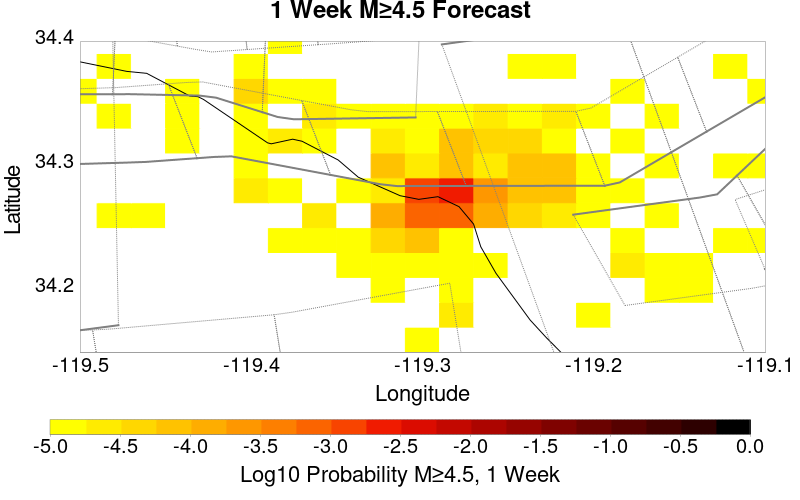 1 Week M≥4.5 Forecast
34.4
34.3
34.2
Latitude
-119.5 -119.4 -119.3 -119.2 -119.1
Longitude
-5.0 -4.5 -4.0 -3.5 -3.0 -2.5 -2.0 -1.5 -1.0 -0.5 0.0
Log10 Probability M≥4.5, 1 Week